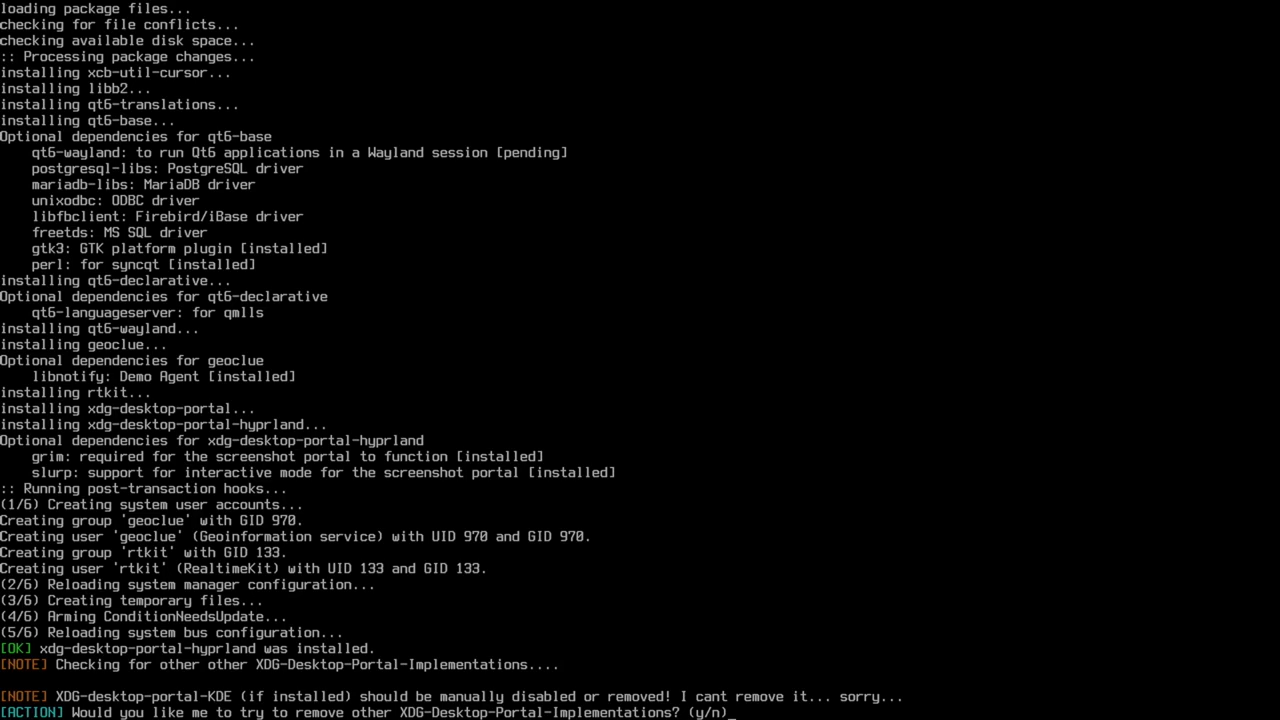 loading package files...
checking for file conflicts...
checking available disk space...
:: Processing package changes...
installing xcb-util-cursor...
installing libb2...
installing qt6-translations...
installing qt6-base...
Optional dependencies for qt6-base
    qt6-wayland: to run Qt6 applications in a Wayland session [pending]
    postgresql-libs: PostgreSQL driver
    mariadb-libs: MariaDB driver
    unixodbc: ODBC driver
    libfbclient: Firebird/iBase driver
    freetds: MS SQL driver
    gtk3: GTK platform plugin [installed]
    perl: for syncqt [installed]
installing qt6-declarative...
Optional dependencies for qt6-declarative
    qt6-languageserver: for qmlls
installing qt6-wayland...
installing geoclue...
Optional dependencies for geoclue
    libnotify: Demo Agent [installed]
installing rtkit...
installing xdg-desktop-portal...
installing xdg-desktop-portal-hyprland...
Optional dependencies for xdg-desktop-portal-hyprland
    grim: required for the screenshot portal to function [installed]
    slurp: support for interactive mode for the screenshot portal [installed]
:: Running post-transaction hooks...
(1/6) Creating system user accounts...
Creating group 'geoclue' with GID 970.
Creating user 'geoclue' (Geoinformation service) with UID 970 and GID 970.
Creating group 'rtkit' with GID 133.
Creating user 'rtkit' (RealtimeKit) with UID 133 and GID 133.
(2/6) Reloading system manager configuration...
(3/6) Creating temporary files...
(4/6) Arming ConditionNeedsUpdate...
(5/6) Reloading system bus configuration...
[OK] xdg-desktop-portal-hyprland was installed.
[NOTE] Checking for other other XDG-Desktop-Portal-Implementations....
[NOTE] XDG-desktop-portal-KDE (if installed) should be manually disabled or removed! I cant remove it... sorry...
[ACTION] Would you like me to try to remove other XDG-Desktop-Portal-Implementations? (y/n)_